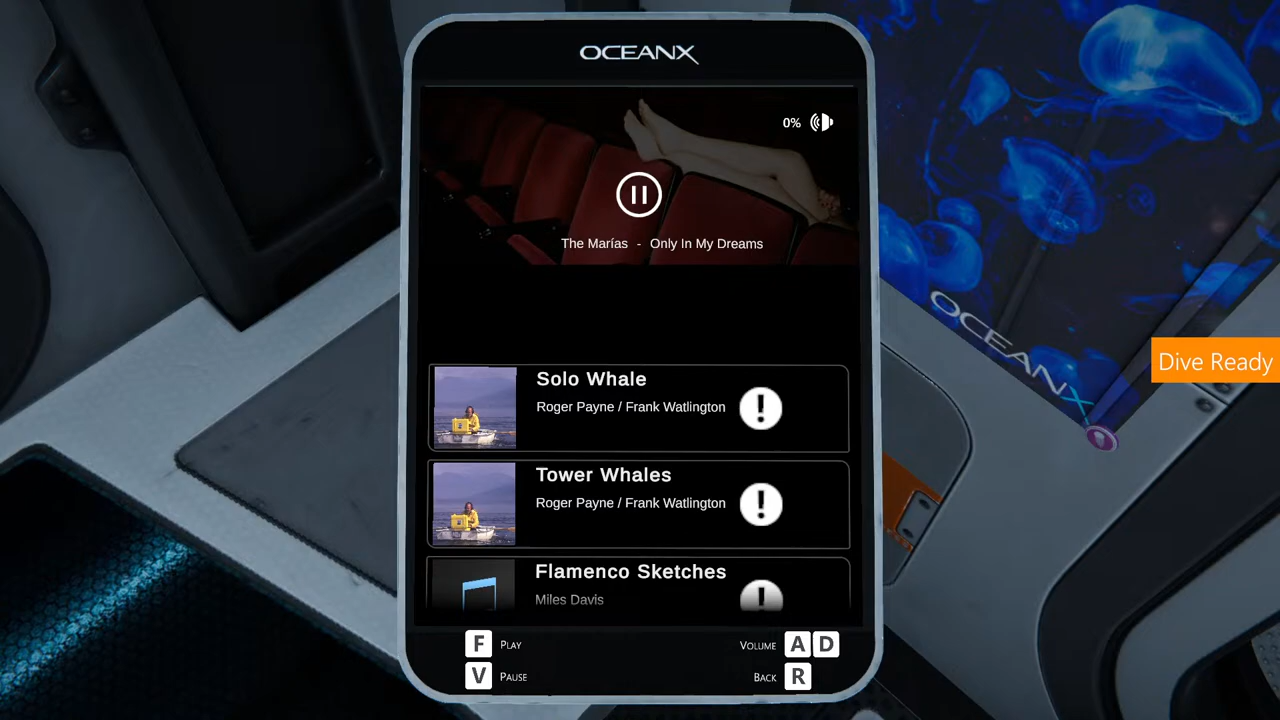 OCEANX
0%
The Marías - Only In My Dreams
OCEANX
Dive Ready
Solo Whale
Roger Payne / Frank Watlington
!
Tower Whales
Roger Payne / Frank Watlington
!
Flamenco Sketches
Miles Davis
!
F PLAY
VOLUME A D
V PAUSE
BACK R